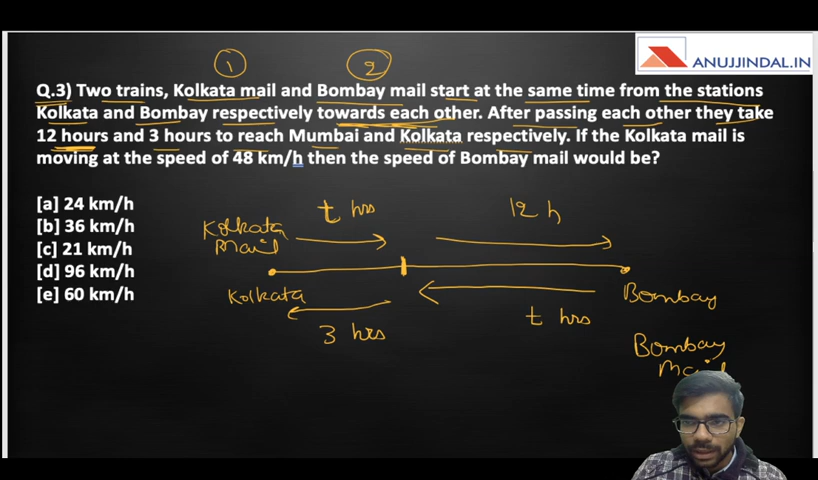 1 2
ANUJJINDAL.IN
Q.3) Two trains, Kolkata mail and Bombay mail start at the same time from the stations
Kolkata and Bombay respectively towards each other. After passing each other they take
12 hours and 3 hours to reach Mumbai and Kolkata respectively. If the Kolkata mail is
moving at the speed of 48 km/h then the speed of Bombay mail would be?
[a] 24 km/h
[b] 36 km/h
[c] 21 km/h
[d] 96 km/h
[e] 60 km/h
t hrs 12 h
Kolkata
Mail
Kolkata Bombay
3 hrs t hrs
Bombay